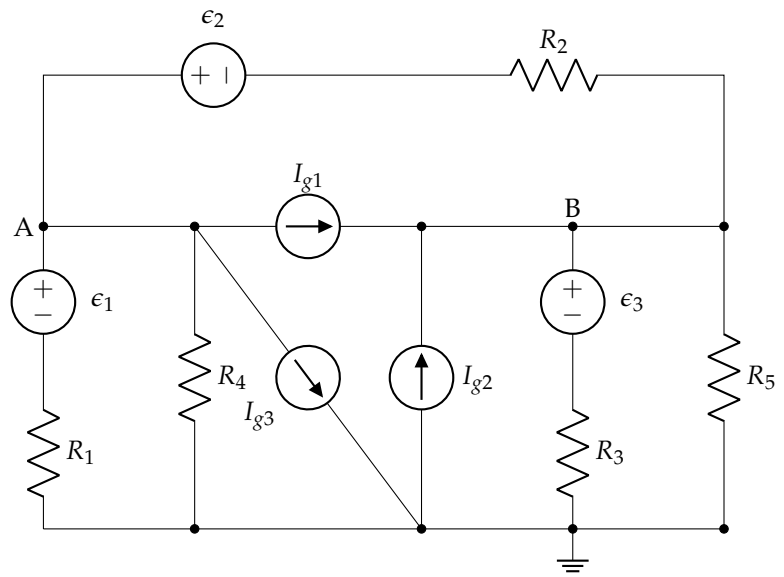 ϵ2
+ −
R2
Ig1
A
B
+
−
ϵ1
+
−
ϵ3
R4
Ig3
Ig2
R5
R1
R3